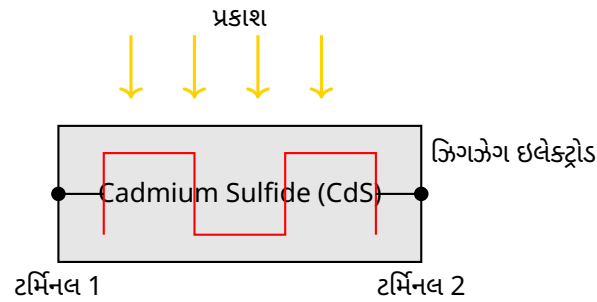 પ્રકાશ
ઝિગઝેગ ઇલેક્ટ્રોડ
Cadmium Sulfide (CdS)
ટર્મિનલ 1
ટર્મિનલ 2